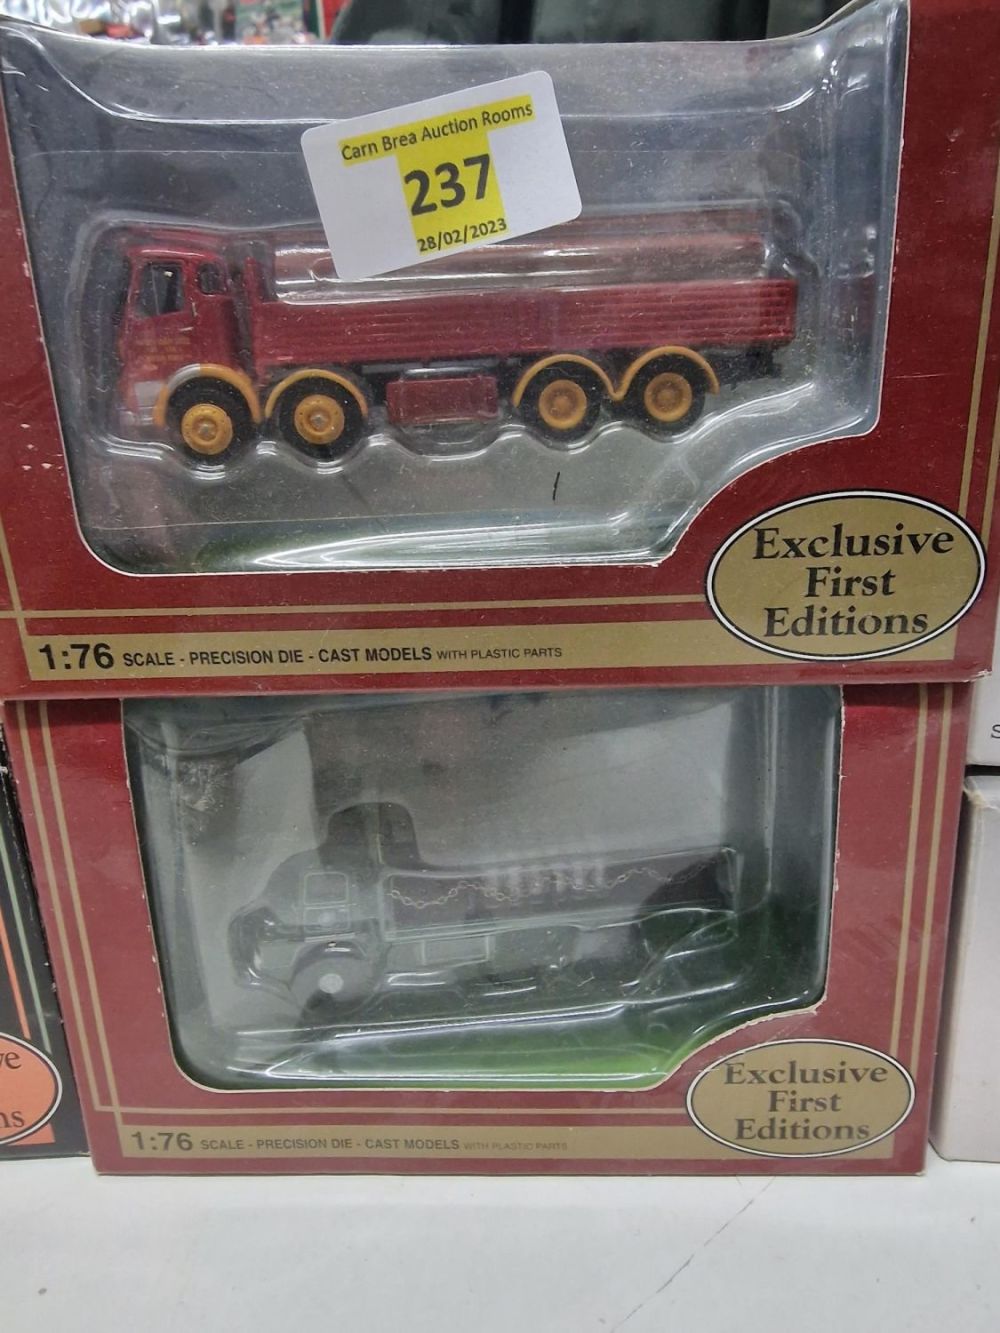 Carn Brea Auction Rooms
237
28/02/2023
Exclusive
First
Editions
1:76 SCALE - PRECISION DIE - CAST MODELS WITH PLASTIC PARTS
Exclusive
First
Editions
1:76 SCALE - PRECISION DIE - CAST MODELS WITH PLASTIC PARTS